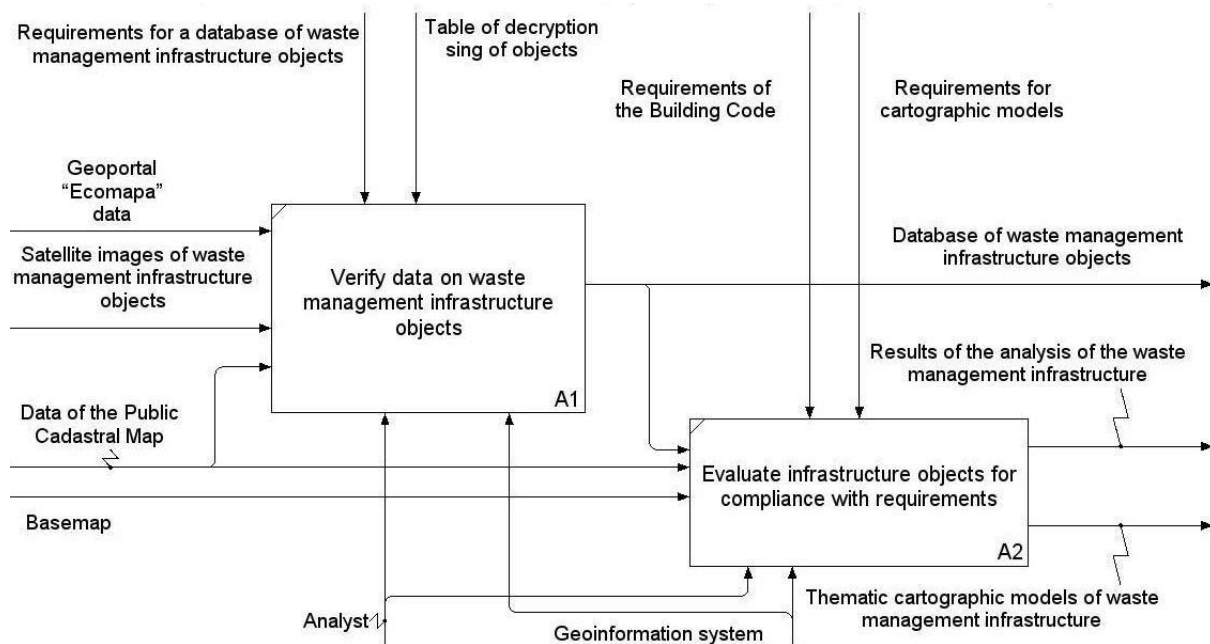 Requirements for a database of waste
management infrastructure objects
Table of decryption
sing of objects
Requirements of
the Building Code
Requirements for
cartographic models
Geoportal
“Ecomapa”
data
Satellite images of waste
management infrastructure
objects
Verify data on waste
management infrastructure
objects
A1
Database of waste management
infrastructure objects
Results of the analysis of the waste
management infrastructure
Data of the Public
Cadastral Map
Evaluate infrastructure objects for
compliance with requirements
A2
Basemap
Analyst
Geoinformation system
Thematic cartographic models of waste
management infrastructure